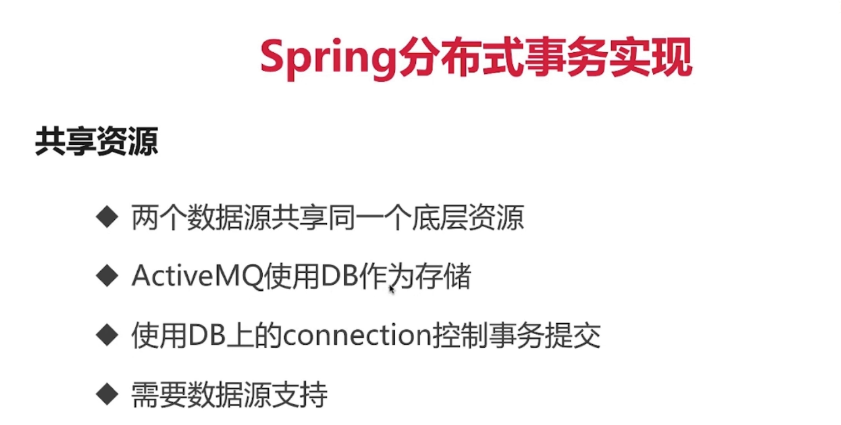 Spring分布式事务实现
共享资源
◆ 两个数据源共享同一个底层资源
◆ ActiveMQ使用DB作为存储
◆ 使用DB上的connection控制事务提交
◆ 需要数据源支持